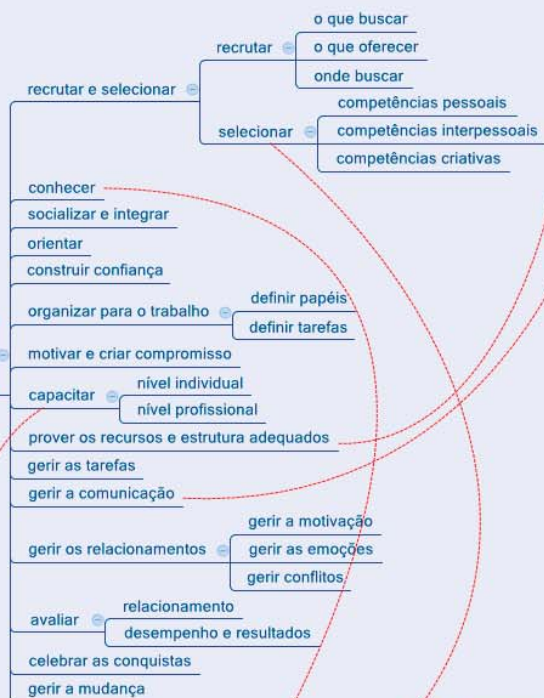 o que buscar
recrutar
o que oferecer
onde buscar
recrutar e selecionar
competências pessoais
selecionar
competências interpessoais
competências criativas
conhecer
socializar e integrar
orientar
construir confiança
definir papéis
organizar para o trabalho
definir tarefas
motivar e criar compromisso
nível individual
capacitar
nível profissional
prover os recursos e estrutura adequados
gerir as tarefas
gerir a comunicação
gerir a motivação
gerir os relacionamentos
gerir as emoções
gerir conflitos
relacionamento
avaliar
desempenho e resultados
celebrar as conquistas
gerir a mudança